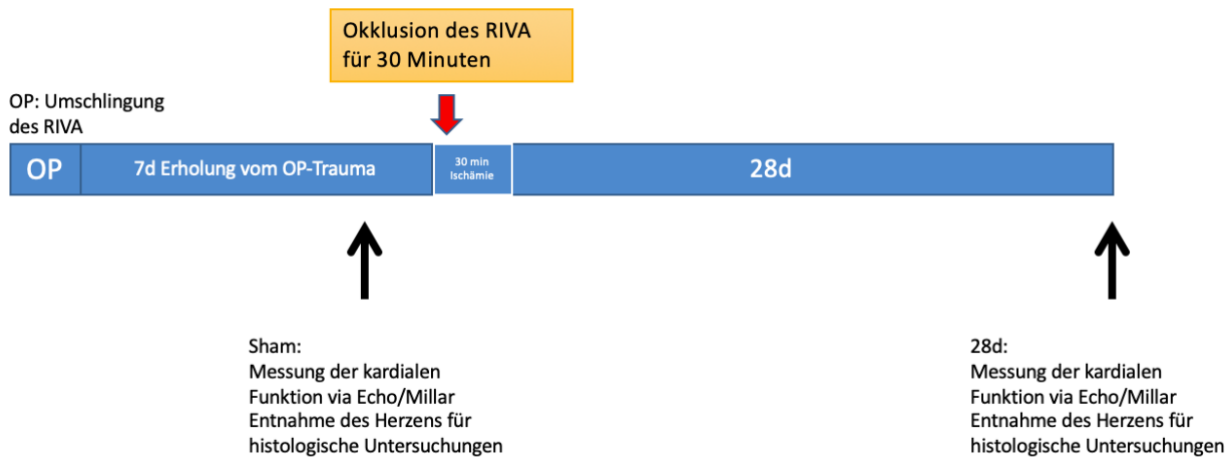 Okklusion des RIVA
für 30 Minuten
OP: Umschlingung
des RIVA
OP
7d Erholung vom OP-Trauma
30 min
Ischämie
28d
Sham:
Messung der kardialen
Funktion via Echo/Millar
Entnahme des Herzens für
histologische Untersuchungen
28d:
Messung der kardialen
Funktion via Echo/Millar
Entnahme des Herzens für
histologische Untersuchungen